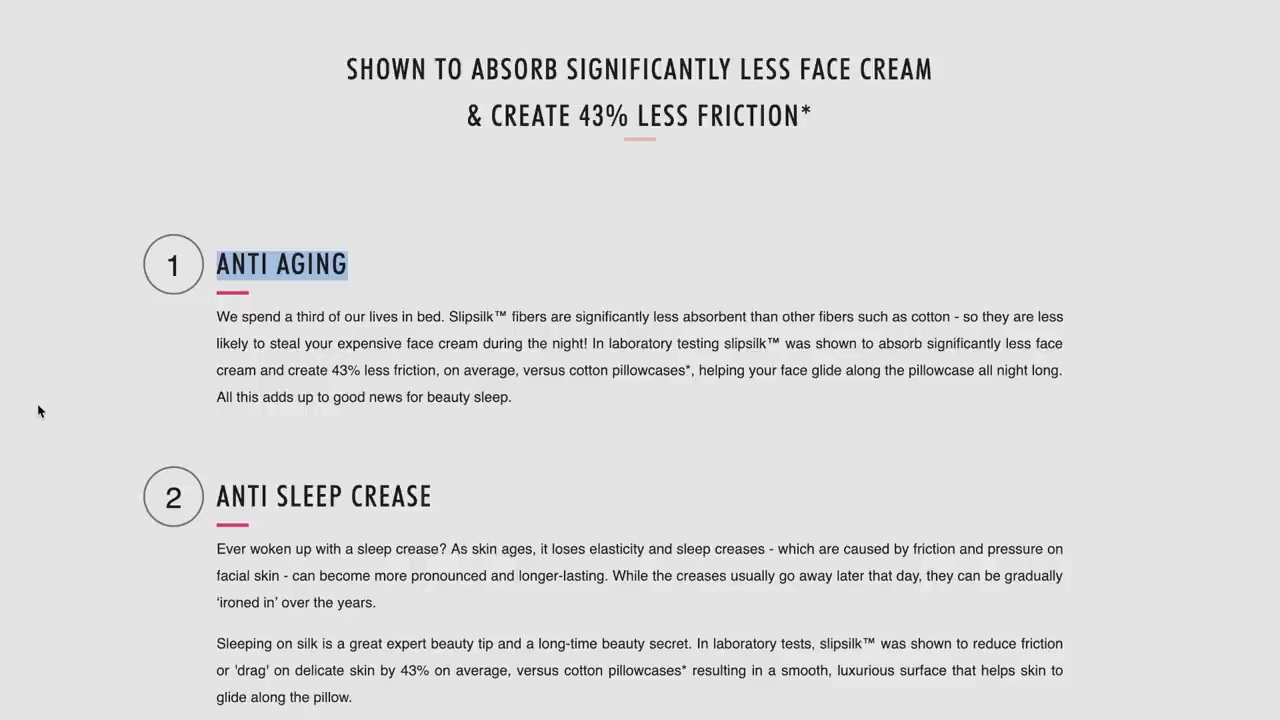 SHOWN TO ABSORB SIGNIFICANTLY LESS FACE CREAM
& CREATE 43% LESS FRICTION*
1 ANTI AGING
We spend a third of our lives in bed. Slipsilk™ fibers are significantly less absorbent than other fibers such as cotton - so they are less
likely to steal your expensive face cream during the night! In laboratory testing slipsilk™ was shown to absorb significantly less face
cream and create 43% less friction, on average, versus cotton pillowcases*, helping your face glide along the pillowcase all night long.
All this adds up to good news for beauty sleep.
2 ANTI SLEEP CREASE
Ever woken up with a sleep crease? As skin ages, it loses elasticity and sleep creases - which are caused by friction and pressure on
facial skin - can become more pronounced and longer-lasting. While the creases usually go away later that day, they can be gradually
‘ironed in’ over the years.
Sleeping on silk is a great expert beauty tip and a long-time beauty secret. In laboratory tests, slipsilk™ was shown to reduce friction
or 'drag' on delicate skin by 43% on average, versus cotton pillowcases* resulting in a smooth, luxurious surface that helps skin to
glide along the pillow.